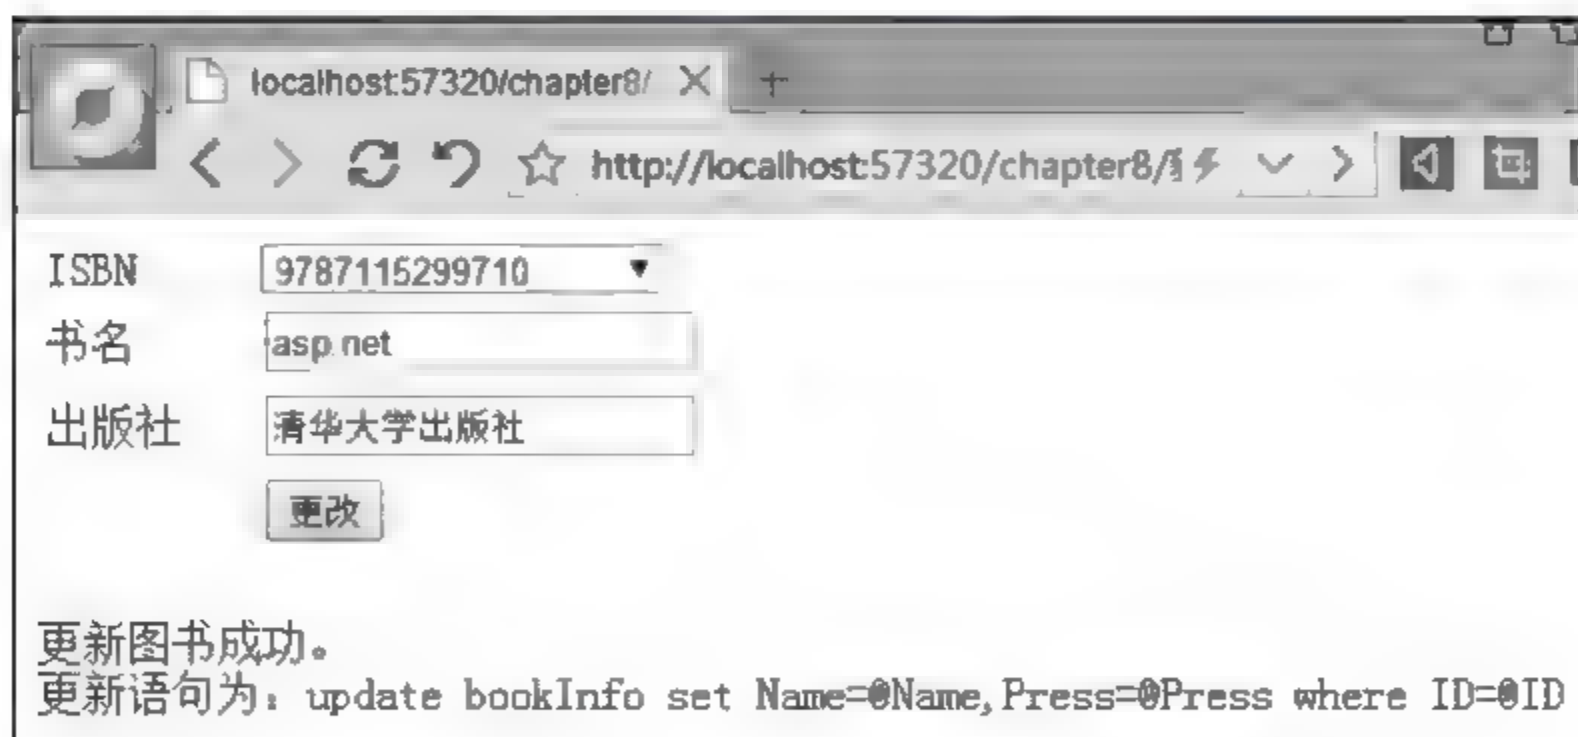 localhost:57320/chapter8/
http://localhost:57320/chapter8/
ISBN 9787115299710
书名 asp.net
出版社 清华大学出版社
更改
更新图书成功。
更新语句为：update bookInfo set Name=@Name,Press=@Press where ID=@ID